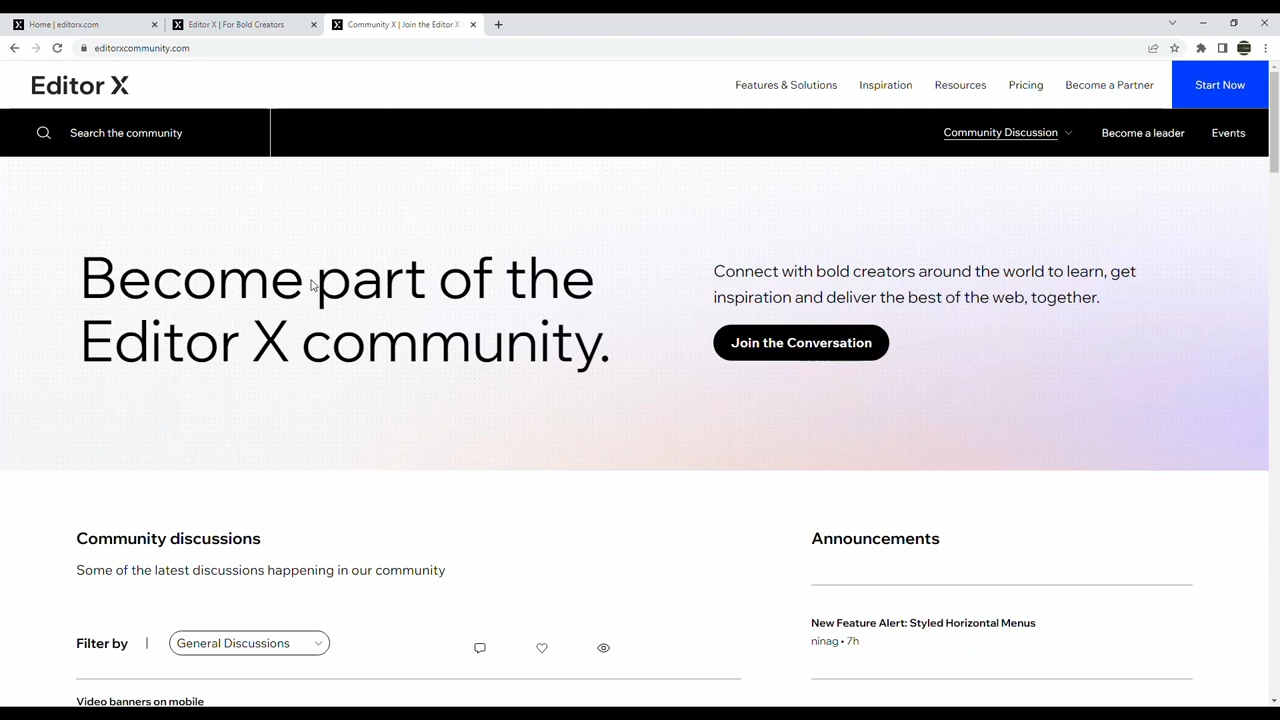 Home | editorx.com
Editor X | For Bold Creators
Community X | Join the Editor X
editorxcommunity.com
Editor X
Features & Solutions
Inspiration
Resources
Pricing
Become a Partner
Start Now
Search the community
Community Discussion
Become a leader
Events
Become part of the
Editor X community.
Connect with bold creators around the world to learn, get
inspiration and deliver the best of the web, together.
Join the Conversation
Community discussions
Some of the latest discussions happening in our community
Filter by
General Discussions
Video banners on mobile
Announcements
New Feature Alert: Styled Horizontal Menus
ninag • 7h